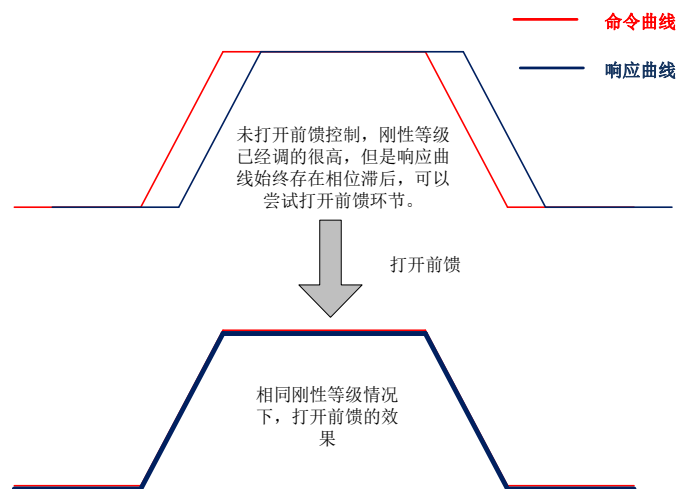 命令曲线
响应曲线
未打开前馈控制，刚性等级
已经调的很高，但是响应曲
线始终存在相位滞后，可以
尝试打开前馈环节。
打开前馈
相同刚性等级情况
下，打开前馈的效
果